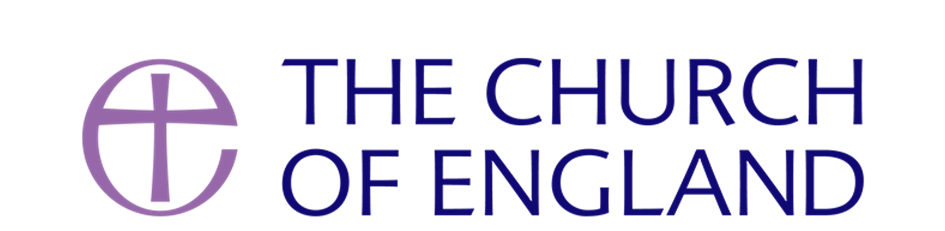 THE CHURCH
OF ENGLAND